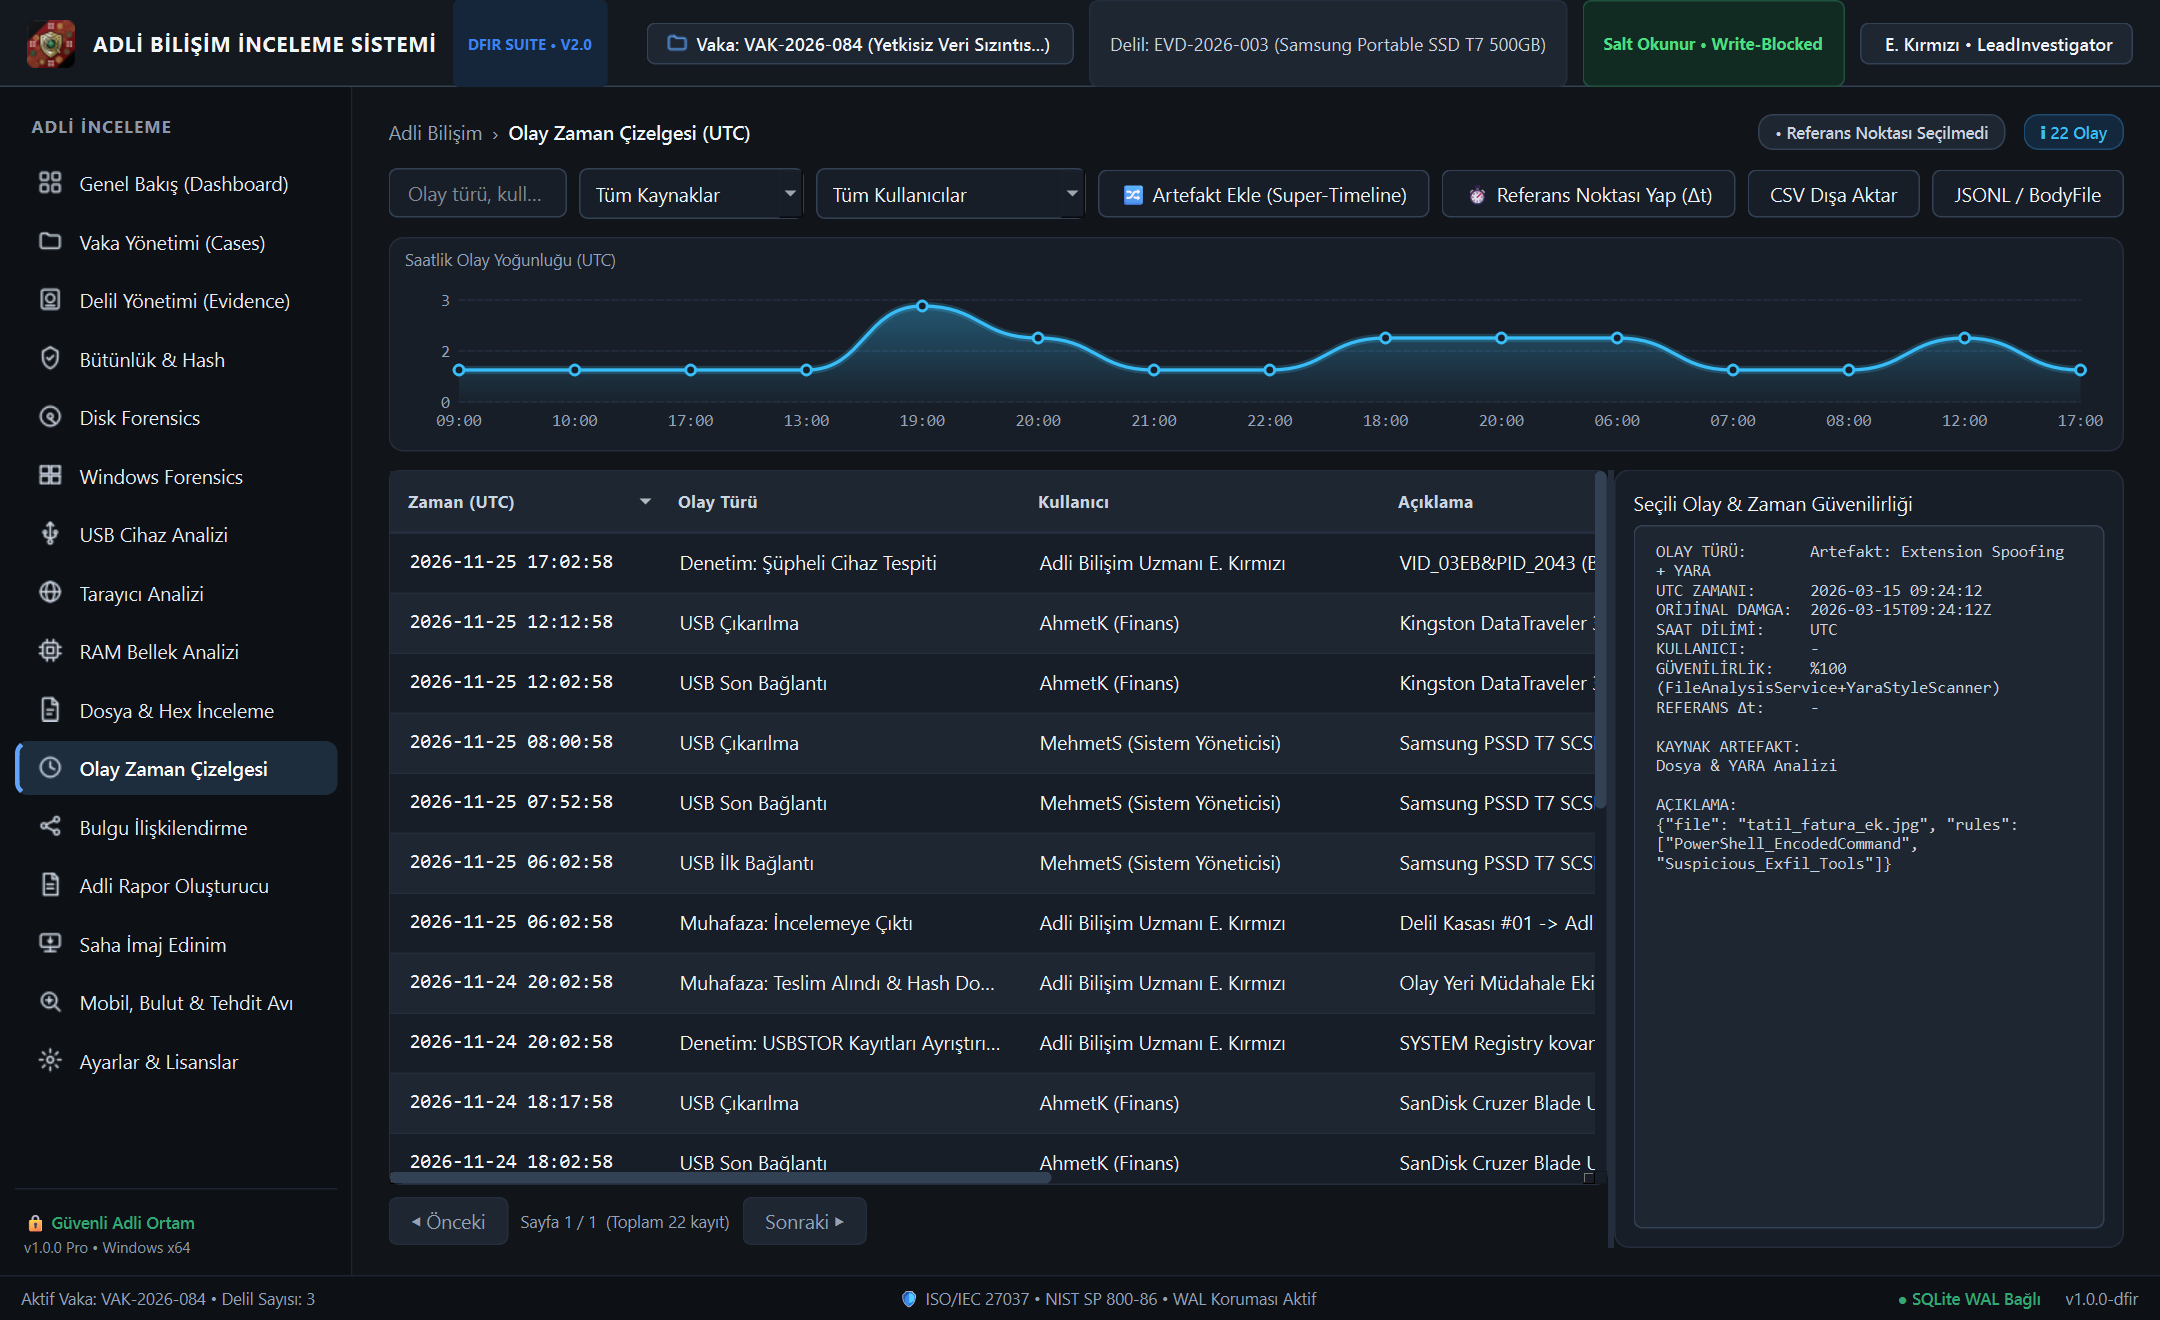 ADLİ BİLİŞİM İNCELEME SİSTEMİ
DFIR SUITE • V2.0
Vaka: VAK-2026-084 (Yetkisiz Veri Sızıntıs...)
Delil: EVD-2026-003 (Samsung Portable SSD T7 500GB)
Salt Okunur • Write-Blocked
E. Kırmızı • LeadInvestigator
ADLİ İNCELEME
Genel Bakış (Dashboard)
Vaka Yönetimi (Cases)
Delil Yönetimi (Evidence)
Bütünlük & Hash
Disk Forensics
Windows Forensics
USB Cihaz Analizi
Tarayıcı Analizi
RAM Bellek Analizi
Dosya & Hex İnceleme
Olay Zaman Çizelgesi
Bulgu İlişkilendirme
Adli Rapor Oluşturucu
Saha İmaj Edinim
Mobil, Bulut & Tehdit Avı
Ayarlar & Lisanslar
Güvenli Adli Ortam
v1.0.0 Pro • Windows x64
Adli Bilişim › Olay Zaman Çizelgesi (UTC)
• Referans Noktası Seçilmedi
i 22 Olay
Olay türü, kull...
Tüm Kaynaklar
Tüm Kullanıcılar
Artefakt Ekle (Super-Timeline)
Referans Noktası Yap (Δt)
CSV Dışa Aktar
JSONL / BodyFile
Saatlik Olay Yoğunluğu (UTC)
3
2
0
09:00 10:00 17:00 13:00 19:00 20:00 21:00 22:00 18:00 20:00 06:00 07:00 08:00 12:00 17:00
Zaman (UTC) Olay Türü Kullanıcı Açıklama
2026-11-25 17:02:58 Denetim: Şüpheli Cihaz Tespiti Adli Bilişim Uzmanı E. Kırmızı VID_03EB&PID_2043 (B
2026-11-25 12:12:58 USB Çıkarılma AhmetK (Finans) Kingston DataTraveler 3
2026-11-25 12:02:58 USB Son Bağlantı AhmetK (Finans) Kingston DataTraveler 3
2026-11-25 08:00:58 USB Çıkarılma MehmetS (Sistem Yöneticisi) Samsung PSSD T7 SCSI
2026-11-25 07:52:58 USB Son Bağlantı MehmetS (Sistem Yöneticisi) Samsung PSSD T7 SCSI
2026-11-25 06:02:58 USB İlk Bağlantı MehmetS (Sistem Yöneticisi) Samsung PSSD T7 SCSI
2026-11-25 06:02:58 Muhafaza: İncelemeye Çıktı Adli Bilişim Uzmanı E. Kırmızı Delil Kasası #01 -> Adl
2026-11-24 20:02:58 Muhafaza: Teslim Alındı & Hash Do... Adli Bilişim Uzmanı E. Kırmızı Olay Yeri Müdahale Eki
2026-11-24 20:02:58 Denetim: USBSTOR Kayıtları Ayrıştırı... Adli Bilişim Uzmanı E. Kırmızı SYSTEM Registry kovar
2026-11-24 18:17:58 USB Çıkarılma AhmetK (Finans) SanDisk Cruzer Blade U
2026-11-24 18:02:58 USB Son Bağlantı AhmetK (Finans) SanDisk Cruzer Blade U
Önceki
Sayfa 1 / 1 (Toplam 22 kayıt)
Sonraki
Seçili Olay & Zaman Güvenilirliği
OLAY TÜRÜ: Artefakt: Extension Spoofing
+ YARA
UTC ZAMANI: 2026-03-15 09:24:12
ORİJİNAL DAMGA: 2026-03-15T09:24:12Z
SAAT DİLİMİ: UTC
KULLANICI: -
GÜVENİLİRLİK: %100
(FileAnalysisService+YaraStyleScanner)
REFERANS Δt: -
KAYNAK ARTEFAKT:
Dosya & YARA Analizi
AÇIKLAMA:
{"file": "tatil_fatura_ek.jpg", "rules":
["PowerShell_EncodedCommand",
"Suspicious_Exfil_Tools"]}
Aktif Vaka: VAK-2026-084 • Delil Sayısı: 3
ISO/IEC 27037 • NIST SP 800-86 • WAL Koruması Aktif
● SQLite WAL Bağlı
v1.0.0-dfir